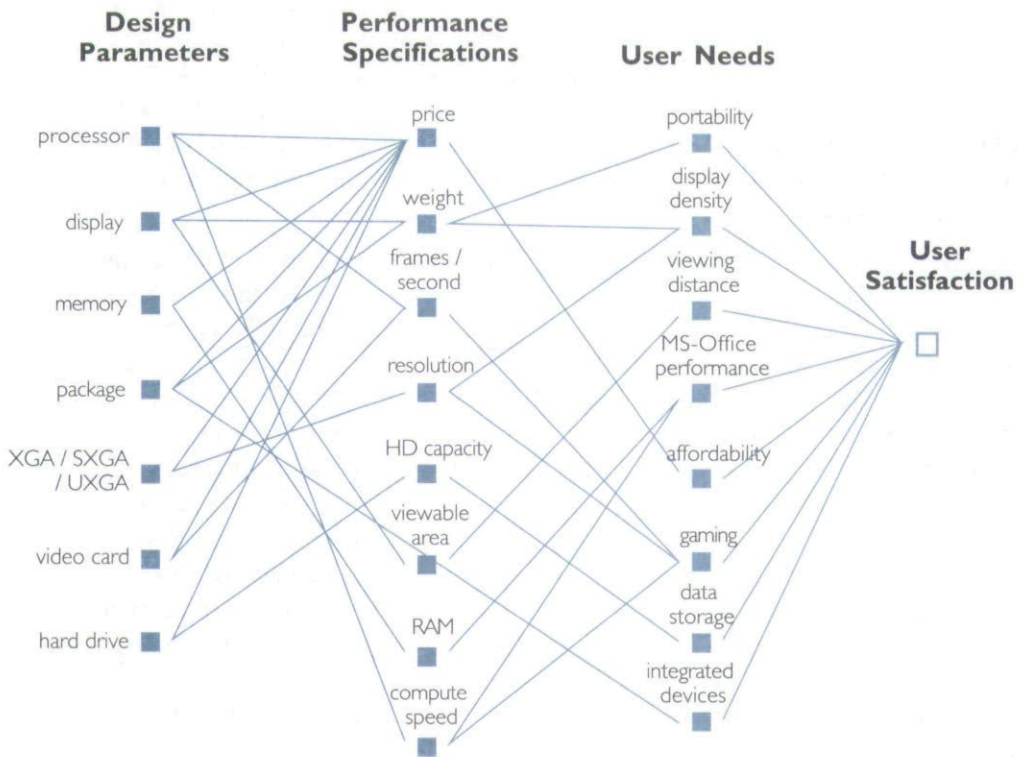 Design
Parameters
processor
display
memory
package
XGA / SXGA
/ UXGA
video card
hard drive
Performance
Specifications
price
weight
frames /
second
resolution
HD capacity
viewable
area
RAM
compute
speed
User Needs
portability
display
density
viewing
distance
MS-Office
performance
affordability
gaming
data
storage
integrated
devices
User
Satisfaction